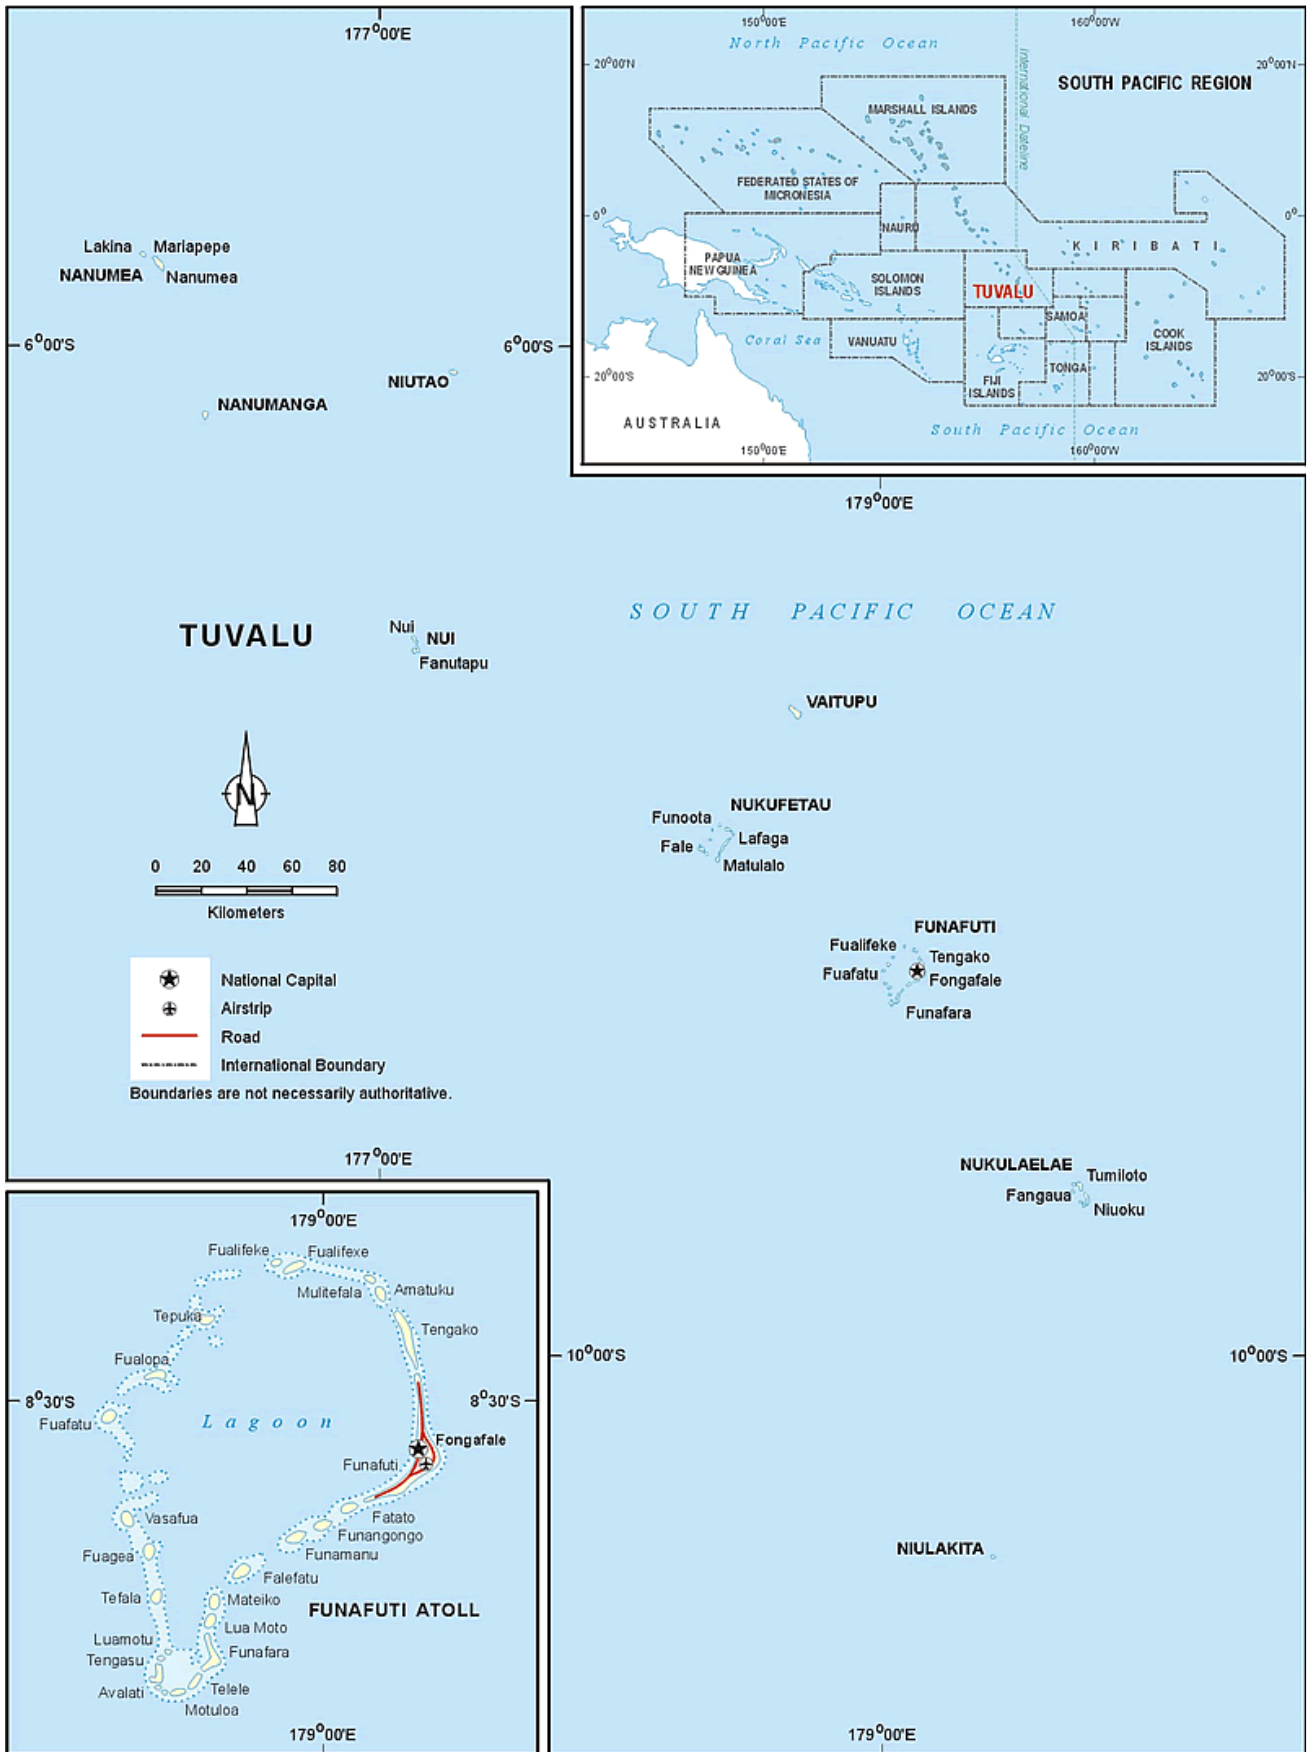 177°00'E
Lakina
Mariapepe
NANUMEA
Nanumea
6°00'S
6°00'S
NIUTAO
NANUMANGA
150°00'E
160°00'W
North Pacific Ocean
20°00'N
20°00'N
SOUTH PACIFIC REGION
International Dateline
MARSHALL ISLANDS
FEDERATED STATES OF
MICRONESIA
0°
0°
NAURU
KIRIBATI
PAPUA
NEW GUINEA
SOLOMON
ISLANDS
TUVALU
SAMOA
COOK
ISLANDS
Coral Sea
VANUATU
TONGA
FIJI
ISLANDS
20°00'S
20°00'S
AUSTRALIA
South Pacific Ocean
150°00'E
160°00'W
179°00'E
SOUTH PACIFIC OCEAN
TUVALU
Nui
NUI
Fanutapu
VAITUPU
N
NUKUFETAU
Funoota
Lafaga
Fale
Matulalo
0 20 40 60 80
Kilometers
FUNAFUTI
Fualifeke
Tengako
Fuafatu
Fongafale
Funafara
National Capital
Airstrip
Road
International Boundary
Boundaries are not necessarily authoritative.
177°00'E
NUKULAELAE
Tumiloto
Fangaua
Niuoku
10°00'S
10°00'S
NIULAKITA
179°00'E
179°00'E
Fualifeke
Fualifexe
Mulitefala
Amatuku
Tepuka
Tengako
Fualopa
8°30'S
8°30'S
Fuafatu
Lagoon
Fongafale
Funafuti
Vasafua
Fatato
Funangongo
Fuagea
Funamanu
Falefatu
Tefala
Mateiko
FUNAFUTI ATOLL
Lua Moto
Luamotu
Funafara
Tengasu
Telele
Avalati
Motuloa
179°00'E